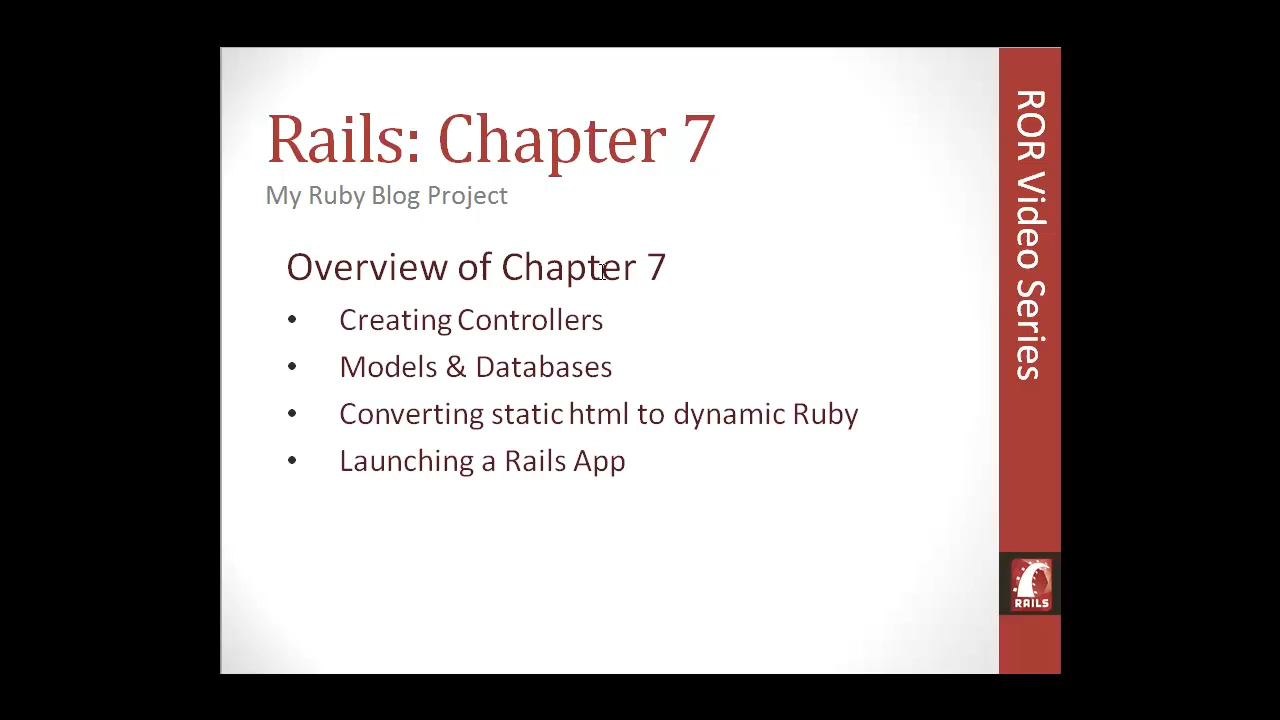 Rails: Chapter 7
My Ruby Blog Project
Overview of Chapter 7
• Creating Controllers
• Models & Databases
• Converting static html to dynamic Ruby
• Launching a Rails App
ROR Video Series
RAILS